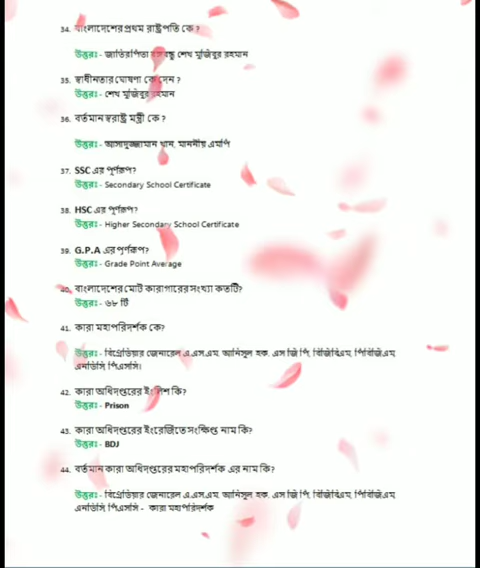 34. বাংলাদেশের প্রথম রাষ্ট্রপতি কে ?
উত্তরঃ - জাতিরপিতা বঙ্গবন্ধু শেখ মুজিবুর রহমান
35. স্বাধীনতার ঘোষণা কে দেন ?
উত্তরঃ - শেখ মুজিবুর রহমান
36. বর্তমান স্বরাষ্ট্র মন্ত্রী কে ?
উত্তরঃ - আসাদুজ্জামান খান, মাননীয় এমপি
37. SSC এর পূর্ণরূপ?
উত্তরঃ - Secondary School Certificate
38. HSC এর পূর্ণরূপ?
উত্তরঃ - Higher Secondary School Certificate
39. G.P.A এর পূর্ণরূপ?
উত্তরঃ - Grade Point Average
40. বাংলাদেশের মোট কারাগারের সংখ্যা কতটি?
উত্তরঃ - ৬৮ টি
41. কারা মহাপরিদর্শক কে?
উত্তরঃ - ব্রিগ্রেডিয়ার জেনারেল এ.এস.এম. আনিসুল হক, এস জি পি, বিজিবিএম, পিবিজিএম,
এনডিসি, পিএসসি।
42. কারা অধিদপ্তরের ইংলিশ কি?
উত্তরঃ - Prison
43. কারা অধিদপ্তরের ইংরেজিতে সংক্ষিপ্ত নাম কি?
উত্তরঃ - BDJ
44. বর্তমান কারা অধিদপ্তরের মহাপরিদর্শক এর নাম কি?
উত্তরঃ - ব্রিগ্রেডিয়ার জেনারেল এ.এস.এম. আনিসুল হক, এস জি পি, বিজিবিএম, পিবিজিএম,
এনডিসি, পিএসসি - কারা মহাপরিদর্শক